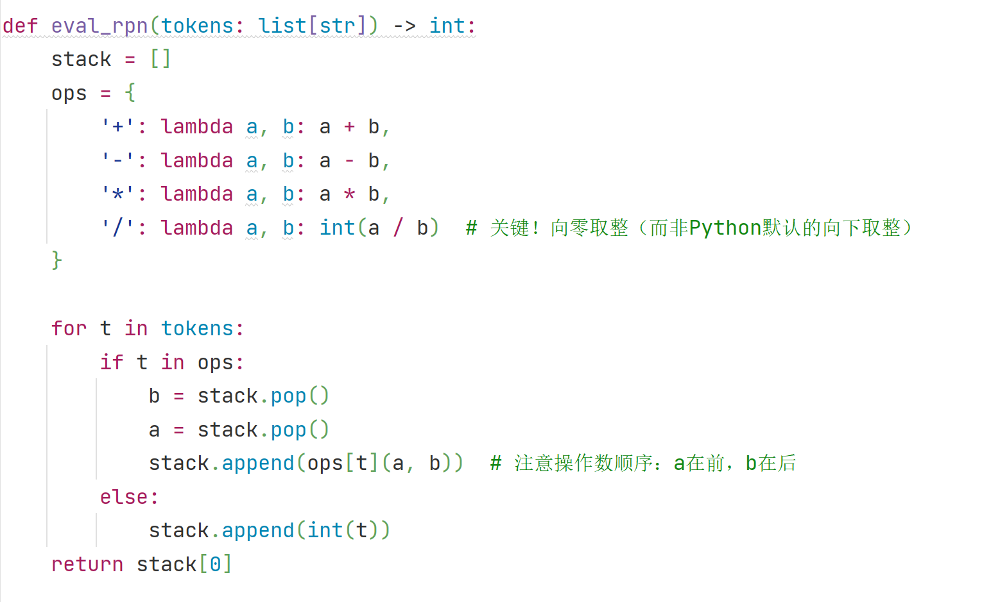 def eval_rpn(tokens: list[str]) -> int:
    stack = []
    ops = {
        '+': lambda a, b: a + b,
        '-': lambda a, b: a - b,
        '*': lambda a, b: a * b,
        '/': lambda a, b: int(a / b)  # 关键！向零取整（而非Python默认的向下取整）
    }

    for t in tokens:
        if t in ops:
            b = stack.pop()
            a = stack.pop()
            stack.append(ops[t](a, b))  # 注意操作数顺序：a在前，b在后
        else:
            stack.append(int(t))
    return stack[0]